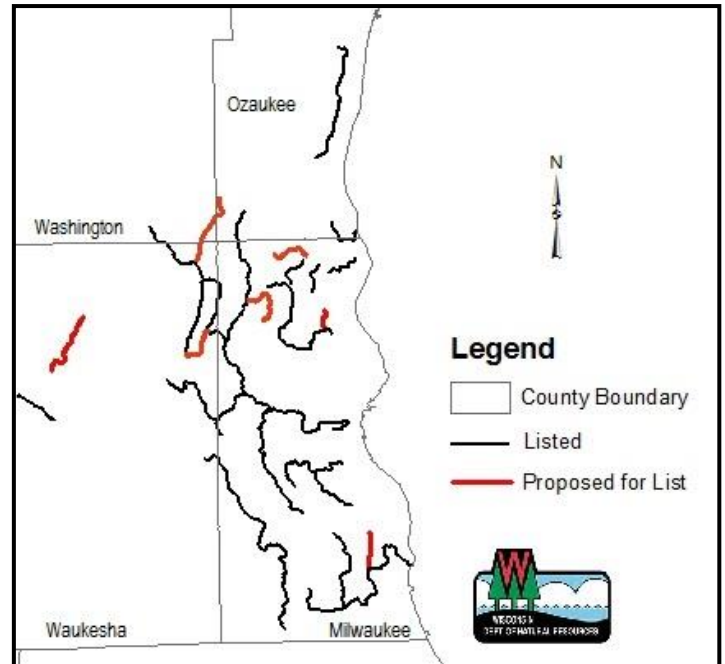 Ozaukee
N
Washington
Legend
County Boundary
Listed
Proposed for List
W
WISCONSIN
DEPT OF NATURAL RESOURCES
Waukesha
Milwaukee